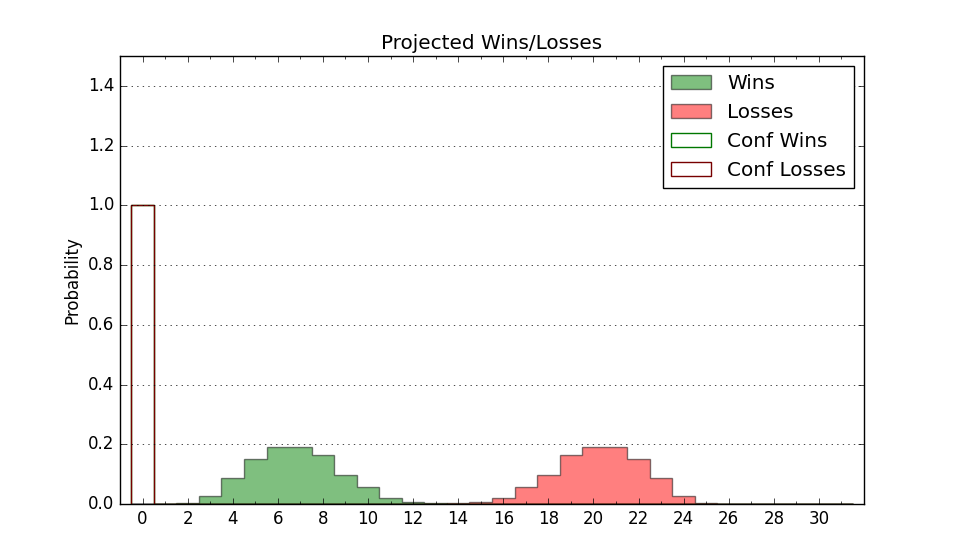 Projected Wins/Losses
Wins
Losses
Conf Wins
Conf Losses
Probability
1.4
1.2
1.0
0.8
0.6
0.4
0.2
0.0
0 2 4 6 8 10 12 14 16 18 20 22 24 26 28 30